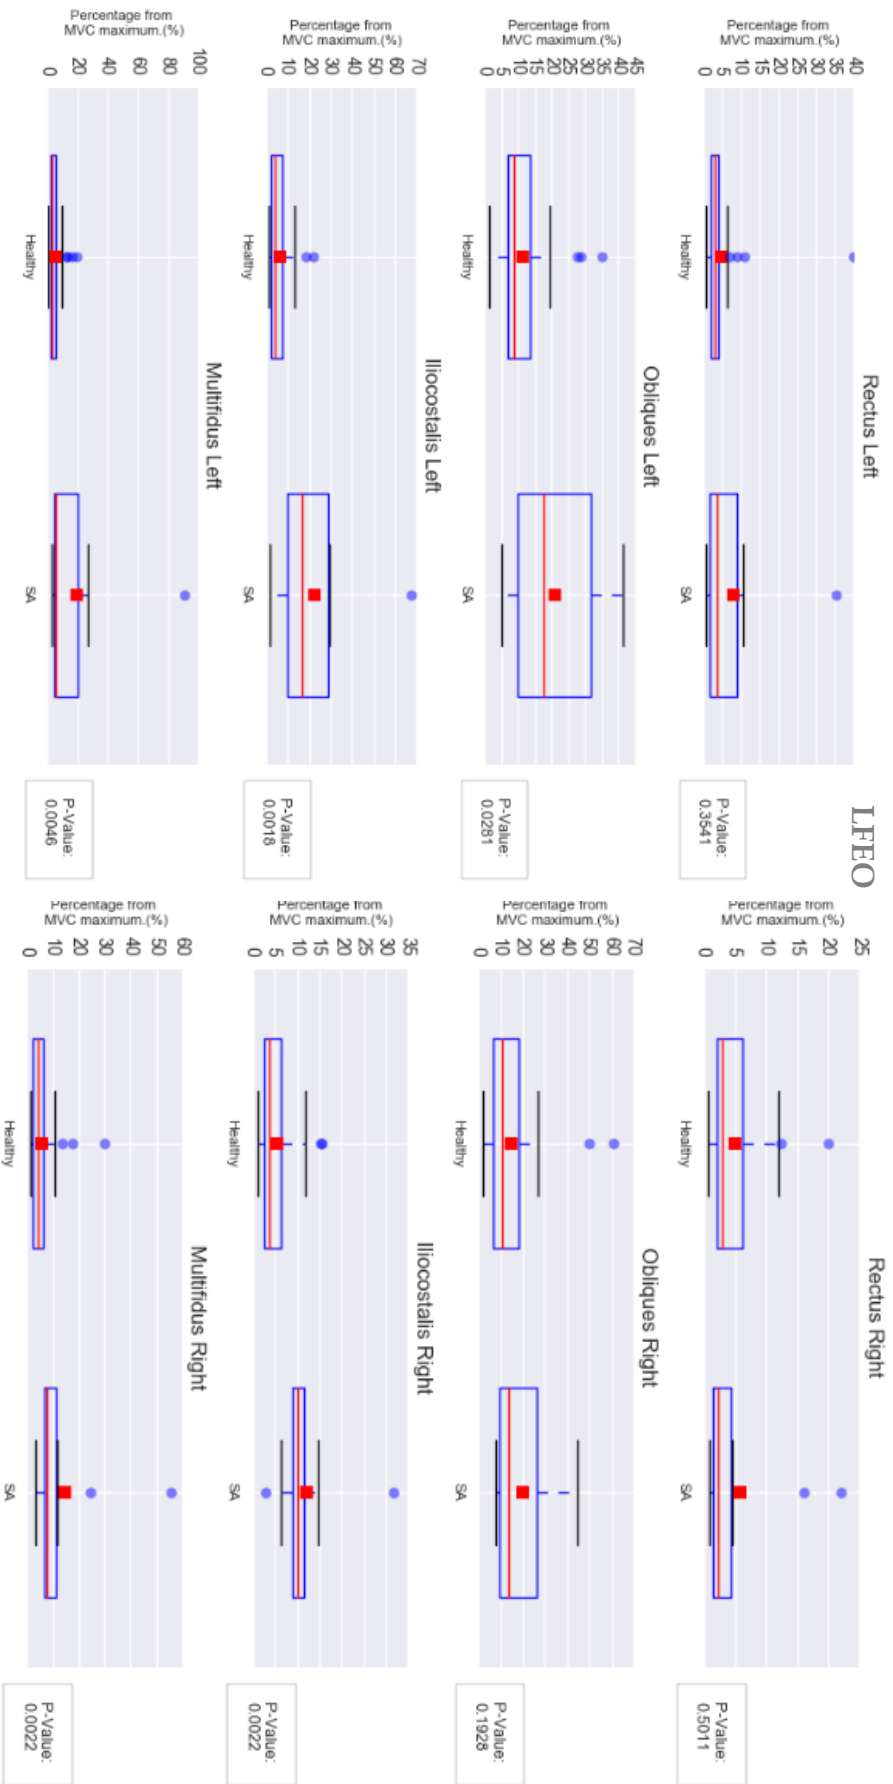 LFEO
Rectus Left
Percentage from
MVC maximum.(%)
40
35
30
25
20
15
10
5
0
Healthy
SA
P-Value:
0.3541
Rectus Right
Percentage from
MVC maximum.(%)
25
20
15
10
5
0
Healthy
SA
P-Value:
0.5011
Obliques Left
Percentage from
MVC maximum.(%)
45
40
35
30
25
20
15
10
5
0
Healthy
SA
P-Value:
0.0281
Obliques Right
Percentage from
MVC maximum.(%)
70
60
50
40
30
20
10
0
Healthy
SA
P-Value:
0.1928
Iliocostalis Left
Percentage from
MVC maximum.(%)
70
60
50
40
30
20
10
0
Healthy
SA
P-Value:
0.0018
Iliocostalis Right
Percentage from
MVC maximum.(%)
35
30
25
20
15
10
5
0
Healthy
SA
P-Value:
0.0022
Multifidus Left
Percentage from
MVC maximum.(%)
100
80
60
40
20
0
Healthy
SA
P-Value:
0.0046
Multifidus Right
Percentage from
MVC maximum.(%)
60
50
40
30
20
10
0
Healthy
SA
P-Value:
0.0022